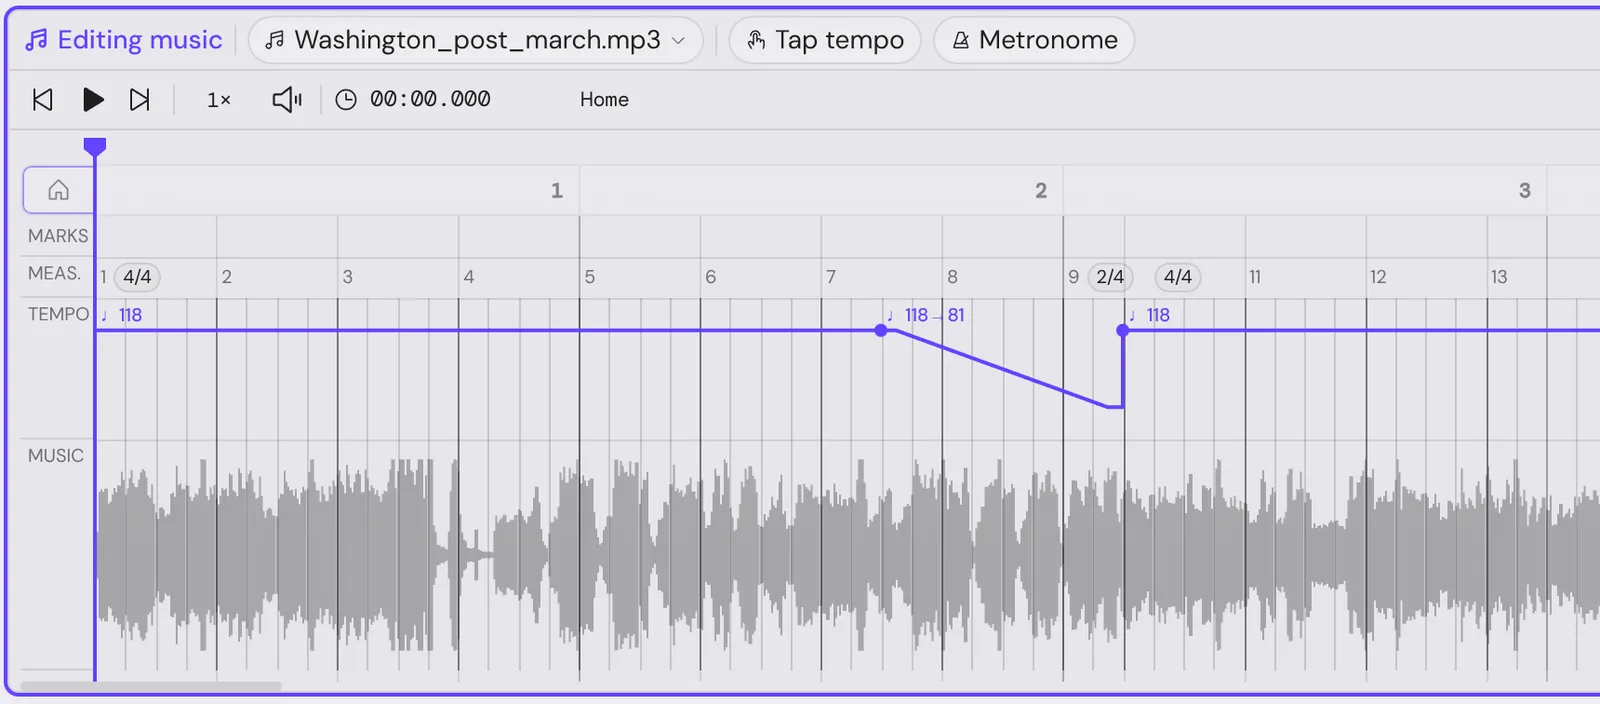 Editing music Washington_post_march.mp3 Tap tempo Metronome
1× 00:00.000 Home
1 2 3
MARKS
MEAS. 1 4/4 2 3 4 5 6 7 8 9 2/4 4/4 11 12 13
TEMPO ♩ 118 ♩ 118→81 ♩ 118
MUSIC